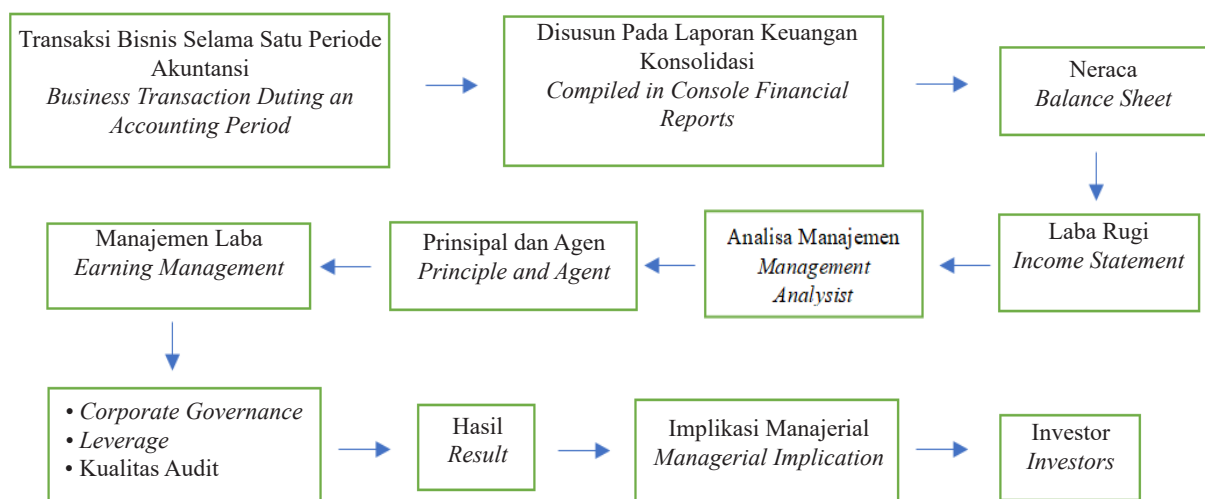 Transaksi Bisnis Selama Satu Periode
Akuntansi
Business Transaction Duting an
Accounting Period
Disusun Pada Laporan Keuangan
Konsolidasi
Compiled in Console Financial
Reports
Neraca
Balance Sheet
Laba Rugi
Income Statement
Analisa Manajemen
Management
Analysist
Prinsipal dan Agen
Principle and Agent
Manajemen Laba
Earning Management
• Corporate Governance
• Leverage
• Kualitas Audit
Hasil
Result
Implikasi Manajerial
Managerial Implication
Investor
Investors